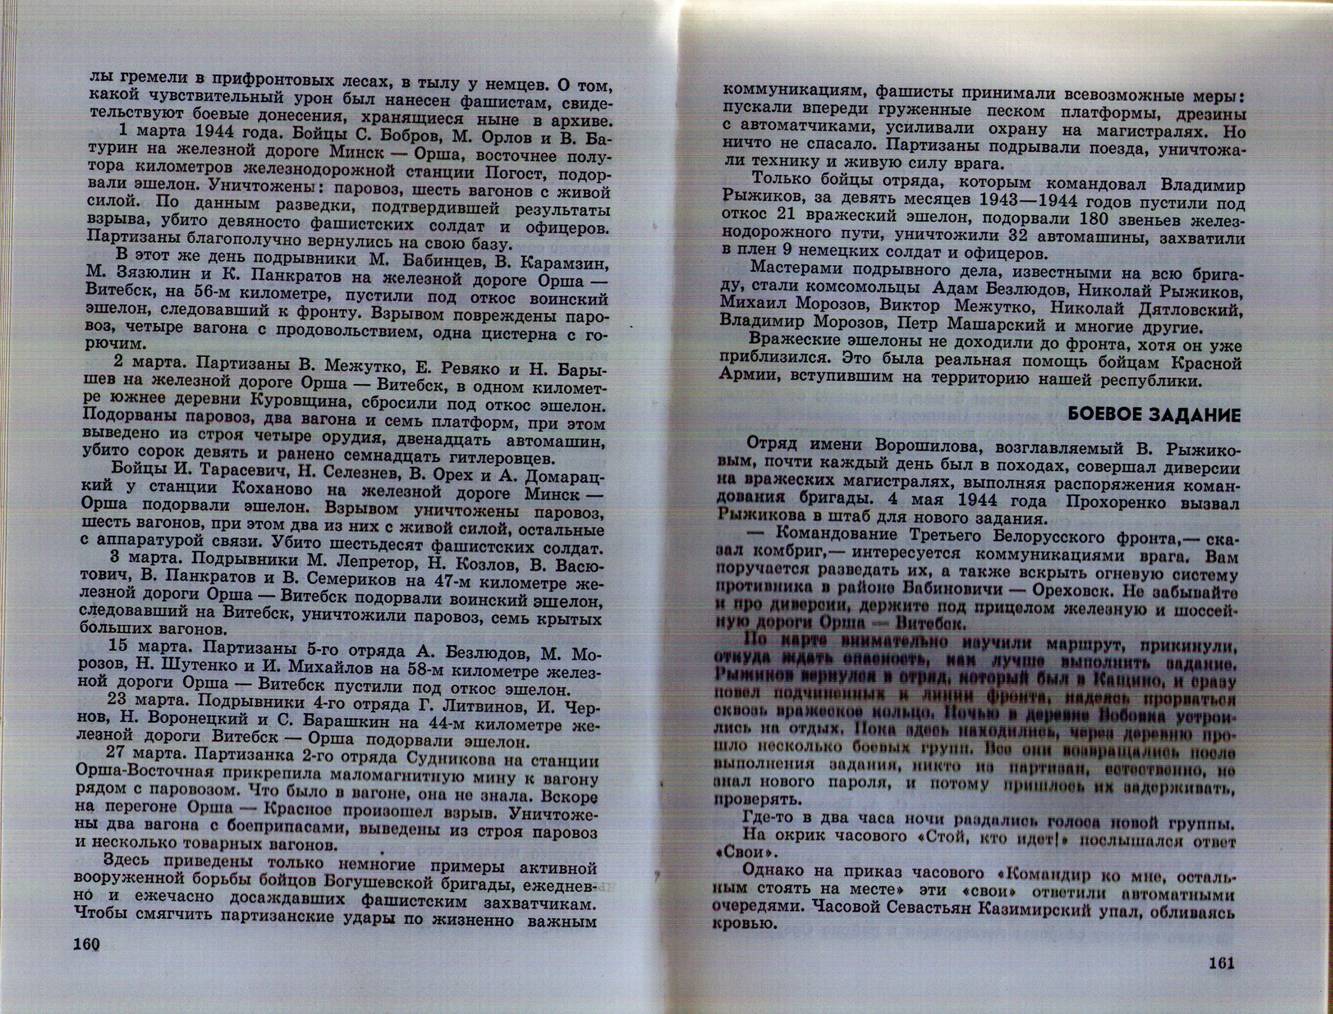 лы гремели в прифронтовых лесах, в тылу у немцев. О том,
какой чувствительный урон был нанесен фашистам, свиде-
тельствуют боевые донесения, хранящиеся ныне в архиве.
1 марта 1944 года. Бойцы С. Бобров, М. Орлов и В. Ба-
турин на железной дороге Минск — Орша, восточнее полу-
тора километров железнодорожной станции Погост, подор-
вали эшелон. Уничтожены: паровоз, шесть вагонов с живой
силой. По данным разведки, подтвердившей результаты
взрыва, убито девяносто фашистских солдат и офицеров.
Партизаны благополучно вернулись на свою базу.
В этот же день подрывники М. Бабинцев, В. Карамзин,
М. Зязюлин и К. Панкратов на железной дороге Орша —
Витебск, на 56-м километре, пустили под откос воинский
эшелон, следовавший к фронту. Взрывом повреждены паро-
воз, четыре вагона с продовольствием, одна цистерна с го-
рючим.
2 марта. Партизаны В. Межутко, Е. Ревяко и Н. Бары-
шев на железной дороге Орша — Витебск, в одном километ-
ре южнее деревни Куровщина, сбросили под откос эшелон.
Подорваны паровоз, два вагона и семь платформ, при этом
выведено из строя четыре орудия, двенадцать автомашин,
убито сорок девять и ранено семнадцать гитлеровцев.
Бойцы И. Тарасевич, Н. Селезнев, В. Орех и А. Домарац-
кий у станции Коханово на железной дороге Минск —
Орша подорвали эшелон. Взрывом уничтожены паровоз,
шесть вагонов, при этом два из них с живой силой, остальные
с аппаратурой связи. Убито шестьдесят фашистских солдат.
3 марта. Подрывники М. Лепретор, Н. Козлов, В. Васю-
тович, В. Панкратов и В. Семериков на 47-м километре же-
лезной дороги Орша — Витебск подорвали воинский эшелон,
следовавший на Витебск, уничтожили паровоз, семь крытых
больших вагонов.
15 марта. Партизаны 5-го отряда А. Безлюдов, М. Мо-
розов, Н. Шутенко и И. Михайлов на 58-м километре желез-
ной дороги Орша — Витебск пустили под откос эшелон.
23 марта. Подрывники 4-го отряда Г. Литвинов, И. Чер-
нов, Н. Воронецкий и С. Барашкин на 44-м километре же-
лезной дороги Витебск — Орша подорвали эшелон.
27 марта. Партизанка 2-го отряда Судникова на станции
Орша-Восточная прикрепила маломагнитную мину к вагону
рядом с паровозом. Что было в вагоне, она не знала. Вскоре
на перегоне Орша — Красное произошел взрыв. Уничтоже-
ны два вагона с боеприпасами, выведены из строя паровоз
и несколько товарных вагонов.
Здесь приведены только немногие примеры активной
вооруженной борьбы бойцов Богушевской бригады, ежеднев-
но и ежечасно досаждавших фашистским захватчикам.
Чтобы смягчить партизанские удары по жизненно важным
160
коммуникациям, фашисты принимали всевозможные меры:
пускали впереди груженные песком платформы, дрезины
с автоматчиками, усиливали охрану на магистралях. Но
ничто не спасало. Партизаны подрывали поезда, уничтожа-
ли технику и живую силу врага.
Только бойцы отряда, которым командовал Владимир
Рыжиков, за девять месяцев 1943—1944 годов пустили под
откос 21 вражеский эшелон, подорвали 180 звеньев желез-
нодорожного пути, уничтожили 32 автомашины, захватили
в плен 9 немецких солдат и офицеров.
Мастерами подрывного дела, известными на всю брига-
ду, стали комсомольцы Адам Безлюдов, Николай Рыжиков,
Михаил Морозов, Виктор Межутко, Николай Дятловский,
Владимир Морозов, Петр Машарский и многие другие.
Вражеские эшелоны не доходили до фронта, хотя он уже
приблизился. Это была реальная помощь бойцам Красной
Армии, вступившим на территорию нашей республики.
БОЕВОЕ ЗАДАНИЕ
Отряд имени Ворошилова, возглавляемый В. Рыжико-
вым, почти каждый день был в походах, совершал диверсии
на вражеских магистралях, выполняя распоряжения коман-
дования бригады. 4 мая 1944 года Прохоренко вызвал
Рыжикова в штаб для нового задания.
— Командование Третьего Белорусского фронта,— ска-
зал комбриг,— интересуется коммуникациями врага. Вам
поручается разведать их, а также вскрыть огневую систему
противника в районе Бабиновичи — Ореховск. Не забывайте
и про диверсии, держите под прицелом железную и шоссей-
ную дороги Орша — Витебск.
По карте внимательно изучили маршрут, прикинули,
откуда ждать опасность, как лучше выполнить задание.
Рыжиков вернулся в отряд, который был в Кащино, и сразу
повел подчиненных к линии фронта, надеясь прорваться
сквозь вражеское кольцо. Ночью в деревне устрои-
лись на отдых. Пока здесь находились, через деревню про-
шло несколько боевых групп. Все они возвращались после
выполнения задания, никто из партизан, естественно, не
знал нового пароля, и потому пришлось их задерживать,
проверять.
Где-то в два часа ночи раздались голоса новой группы.
На окрик часового «Стой, кто идет!» послышался ответ
«Свои».
Однако на приказ часового «Командир ко мне, осталь-
ным стоять на месте» эти «свои» ответили автоматными
очередями. Часовой Севастьян Казимирский упал, обливаясь
кровью.
161